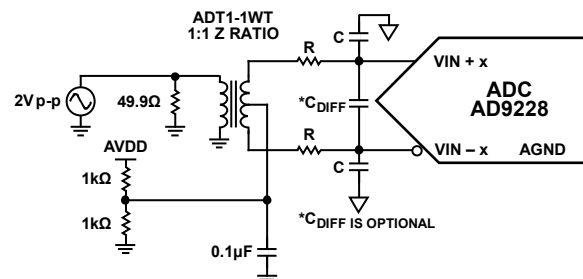 ADT1-1WT
1:1 Z RATIO
C
R
VIN + x
ADC
AD9228
2V p-p
49.9Ω
*CDIFF
R
AVDD
C
VIN – x
AGND
1kΩ
1kΩ
*CDIFF IS OPTIONAL
0.1µF